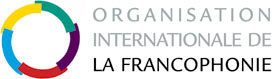 ORGANISATION
INTERNATIONALE DE
LA FRANCOPHONIE